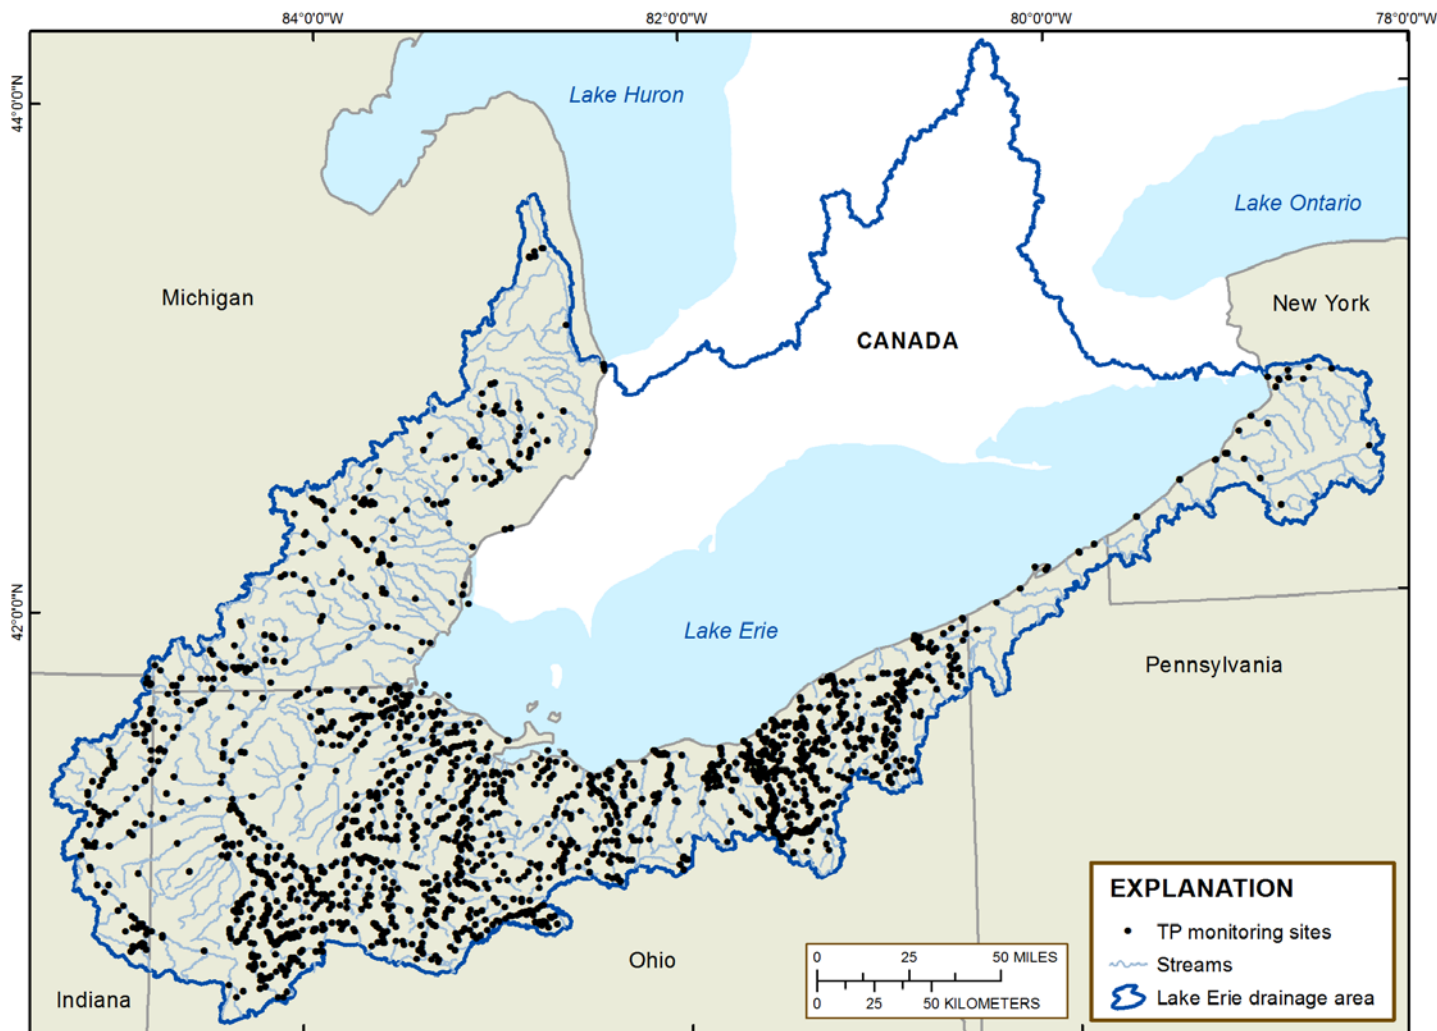 84°0'0"W
82°0'0"W
80°0'0"W
78°0'0"W
44°0'0"N
42°0'0"N
Lake Huron
Lake Ontario
Michigan
New York
CANADA
Lake Erie
Pennsylvania
Ohio
Indiana
0 25 50 MILES
0 25 50 KILOMETERS
EXPLANATION
TP monitoring sites
Streams
Lake Erie drainage area